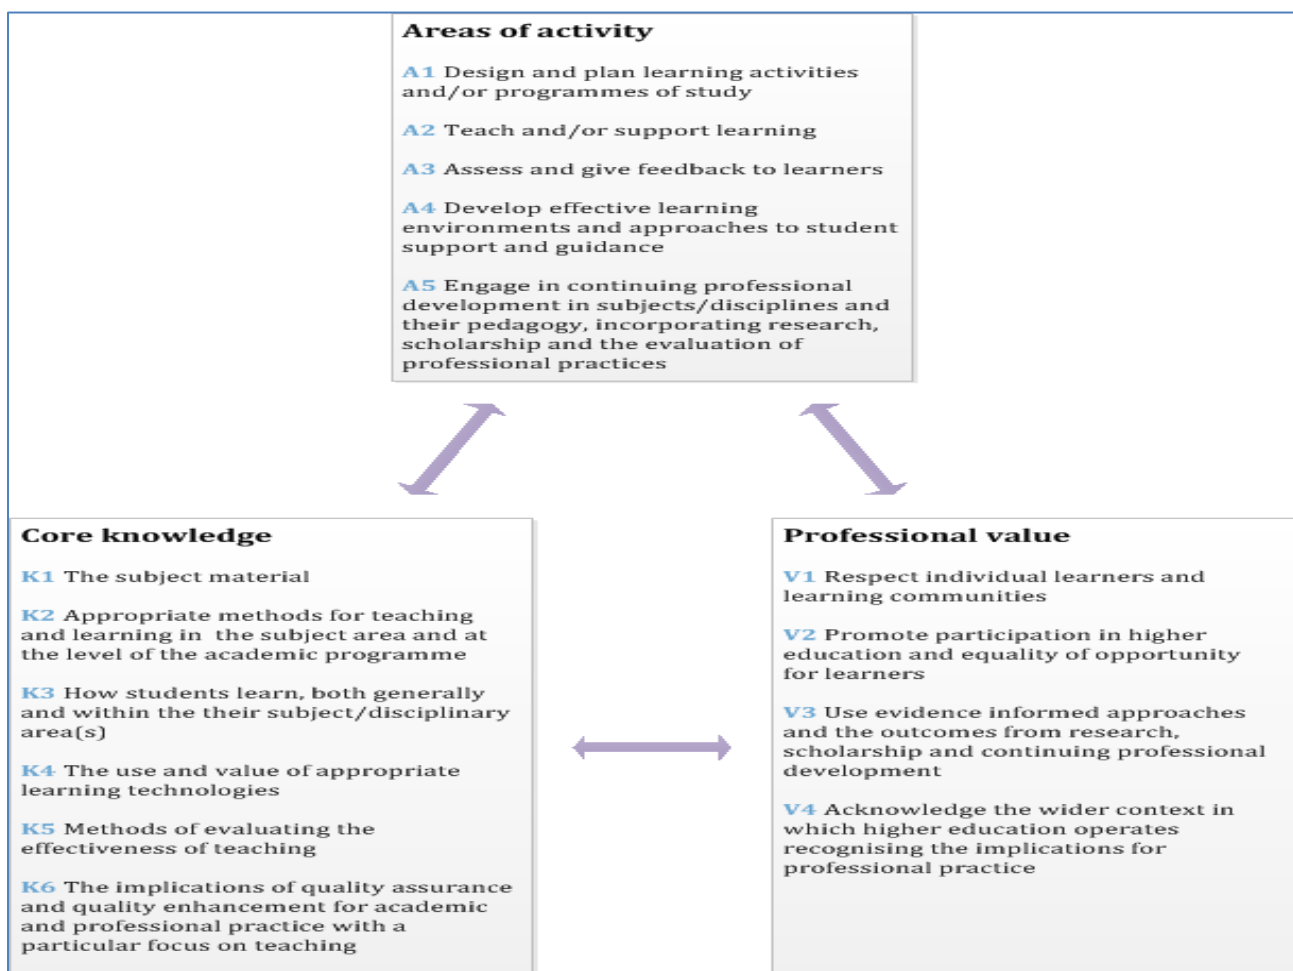 Areas of activity
A1 Design and plan learning activities
and/or programmes of study
A2 Teach and/or support learning
A3 Assess and give feedback to learners
A4 Develop effective learning
environments and approaches to student
support and guidance
A5 Engage in continuing professional
development in subjects/disciplines and
their pedagogy, incorporating research,
scholarship and the evaluation of
professional practices
Core knowledge
K1 The subject material
K2 Appropriate methods for teaching
and learning in the subject area and at
the level of the academic programme
K3 How students learn, both generally
and within the their subject/disciplinary
area(s)
K4 The use and value of appropriate
learning technologies
K5 Methods of evaluating the
effectiveness of teaching
K6 The implications of quality assurance
and quality enhancement for academic
and professional practice with a
particular focus on teaching
Professional value
V1 Respect individual learners and
learning communities
V2 Promote participation in higher
education and equality of opportunity
for learners
V3 Use evidence informed approaches
and the outcomes from research,
scholarship and continuing professional
development
V4 Acknowledge the wider context in
which higher education operates
recognising the implications for
professional practice